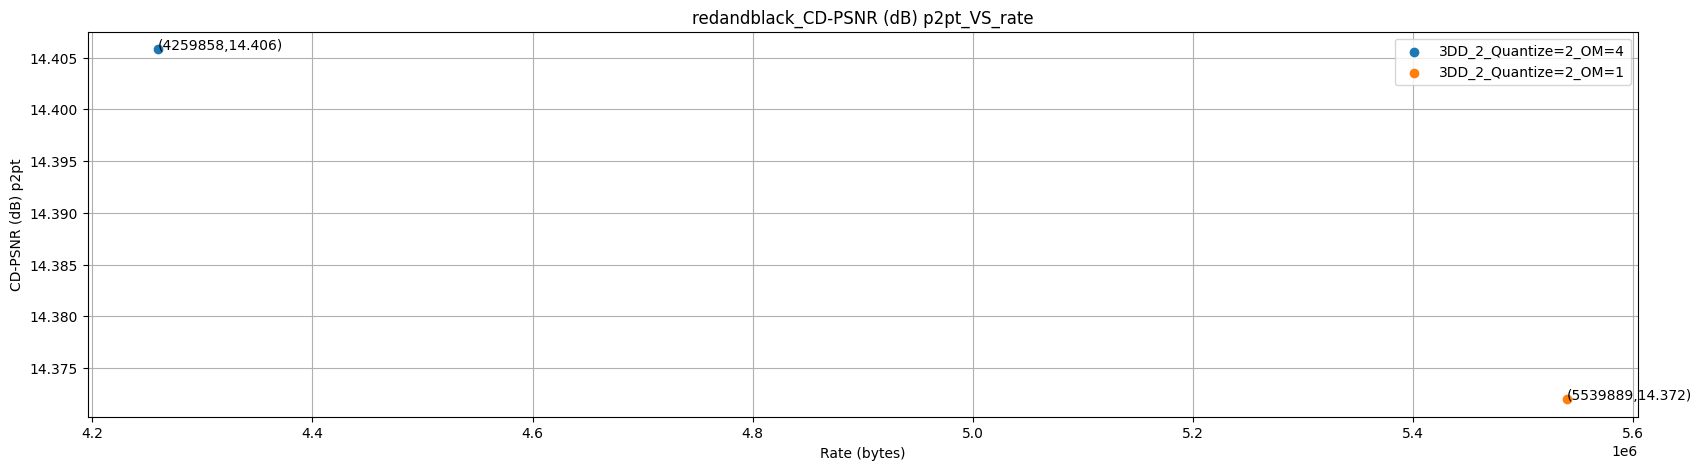 redandblack_CD-PSNR (dB) p2pt_VS_rate
(4259858,14.406)
3DD_2_Quantize=2_OM=4
3DD_2_Quantize=2_OM=1
14.405
14.400
14.395
14.390
14.385
14.380
14.375
CD-PSNR (dB) p2pt
(5539889,14.372)
4.2 4.4 4.6 4.8 5.0 5.2 5.4 5.6
1e6
Rate (bytes)